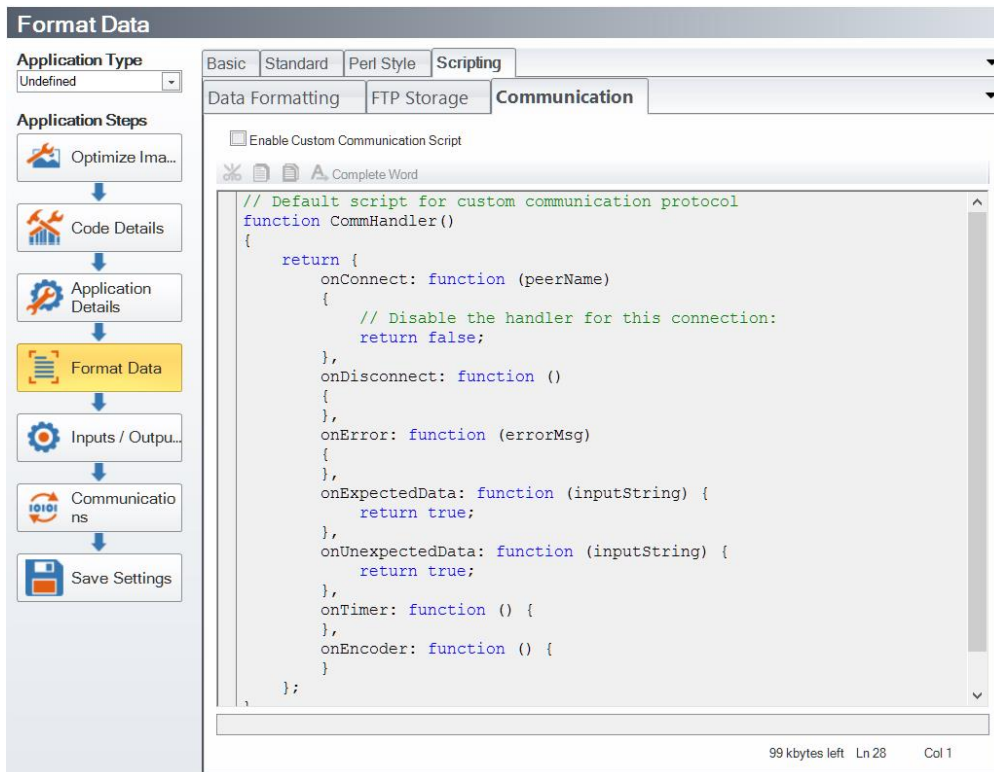 Format Data
Application Type
Undefined
Application Steps
Optimize Ima...
Code Details
Application
Details
Format Data
Inputs / Outpu...
Communicatio
ns
Save Settings
Basic Standard Perl Style Scripting
Data Formatting FTP Storage Communication
Enable Custom Communication Script
Complete Word
// Default script for custom communication protocol
function CommHandler()
{
    return {
        onConnect: function (peerName)
        {
            // Disable the handler for this connection:
            return false;
        },
        onDisconnect: function ()
        {
        },
        onError: function (errorMsg)
        {
        },
        onExpectedData: function (inputString) {
            return true;
        },
        onUnexpectedData: function (inputString) {
            return true;
        },
        onTimer: function () {
        },
        onEncoder: function () {
        }
    };
}
99 kbytes left Ln 28 Col 1